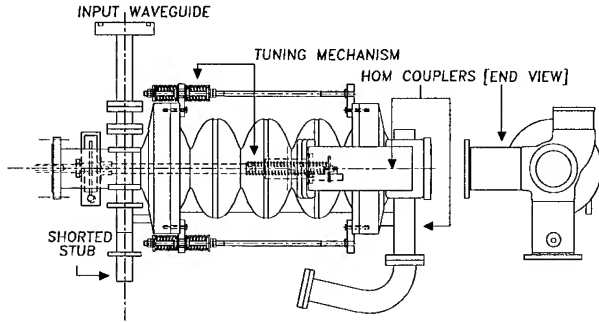 INPUT WAVEGUIDE
TUNING MECHANISM
HOM COUPLERS [END VIEW]
SHORTED
STUB